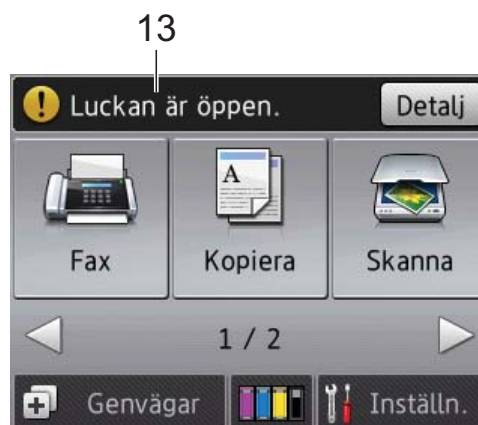 13
Luckan är öppen. Detalj
A
Fax Kopiera Skanna
1 / 2
Genvägar Inställn.